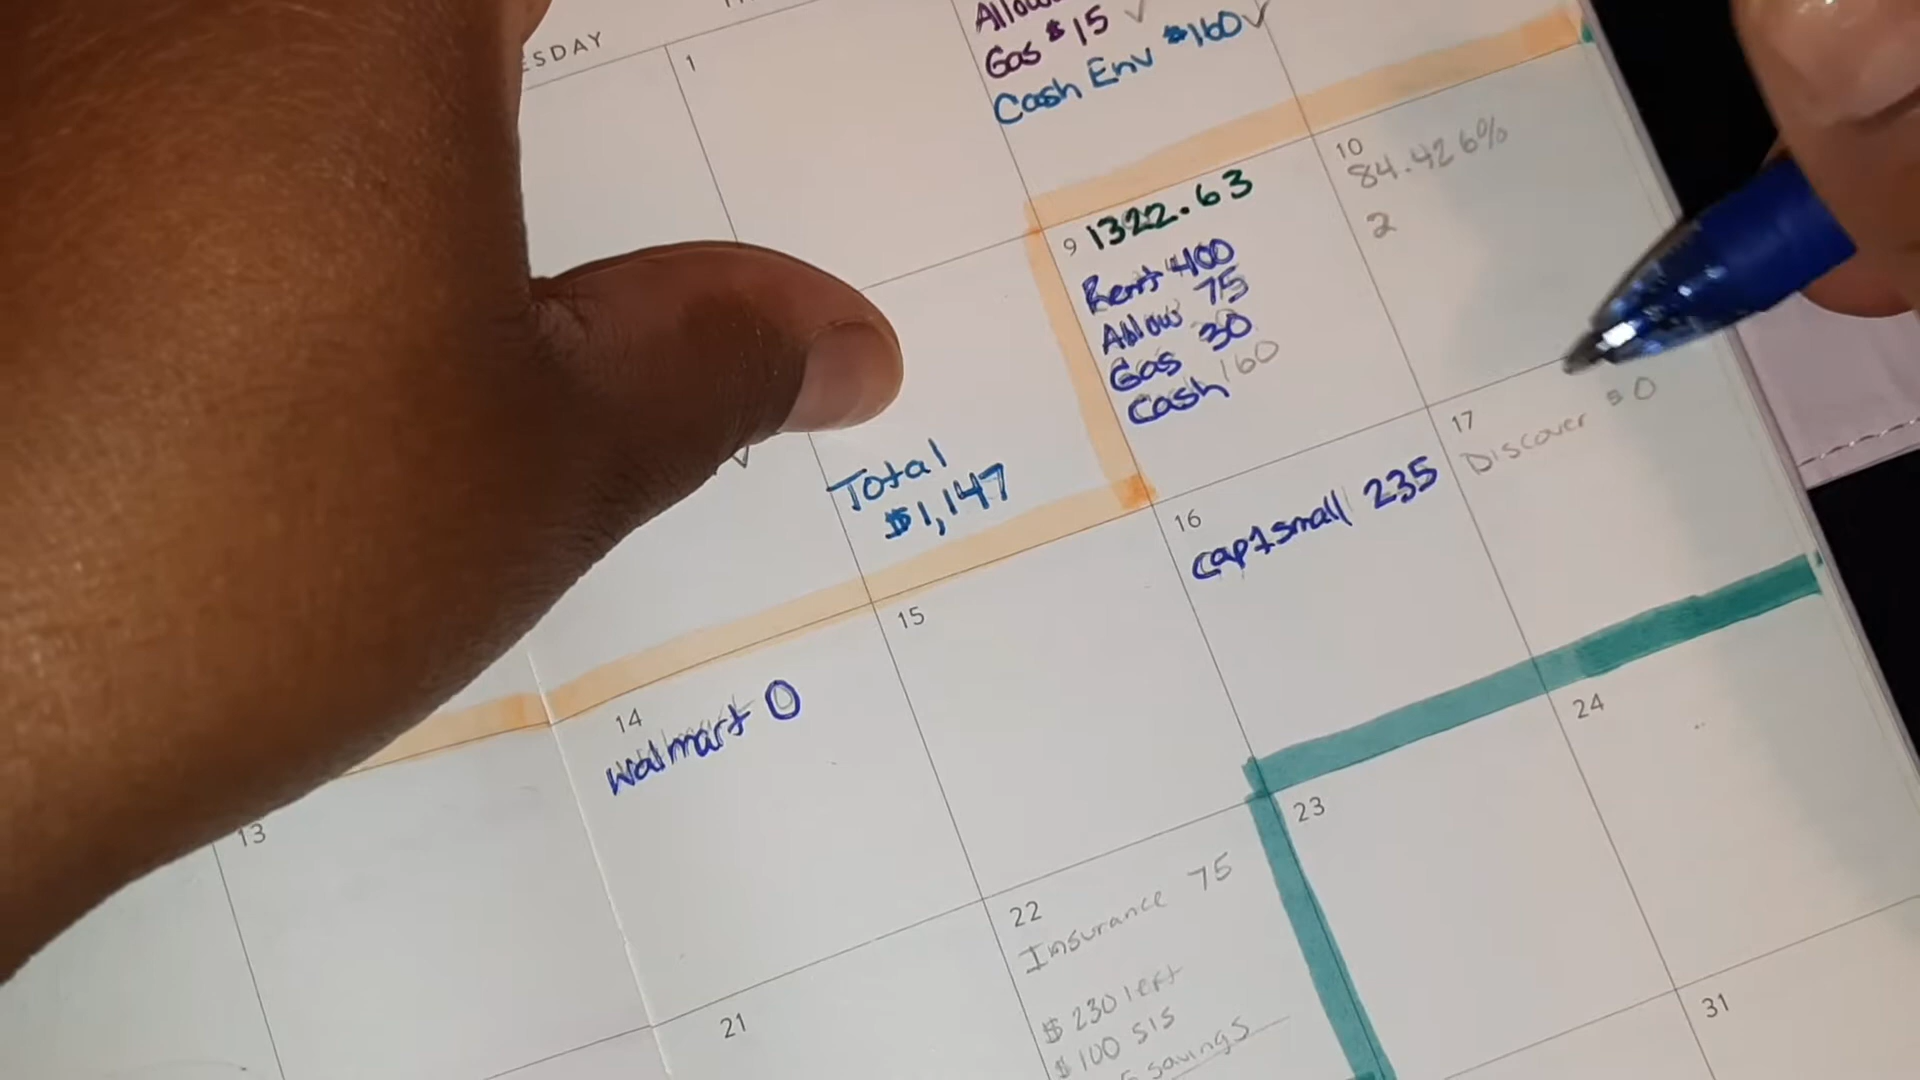 ESDAY
1
Gas $15 ✓
Cash Env $160 ✓
Total
$1,147
9
1322.63
Rent 400
Allow 75
Gas 30
Cash 160
10
84.426%
2
13
14
Walmart 0
15
16
cap1small 235
17
Discover $0
21
22
Insurance 75
$230 left
$100 sis
savings
23
24
31